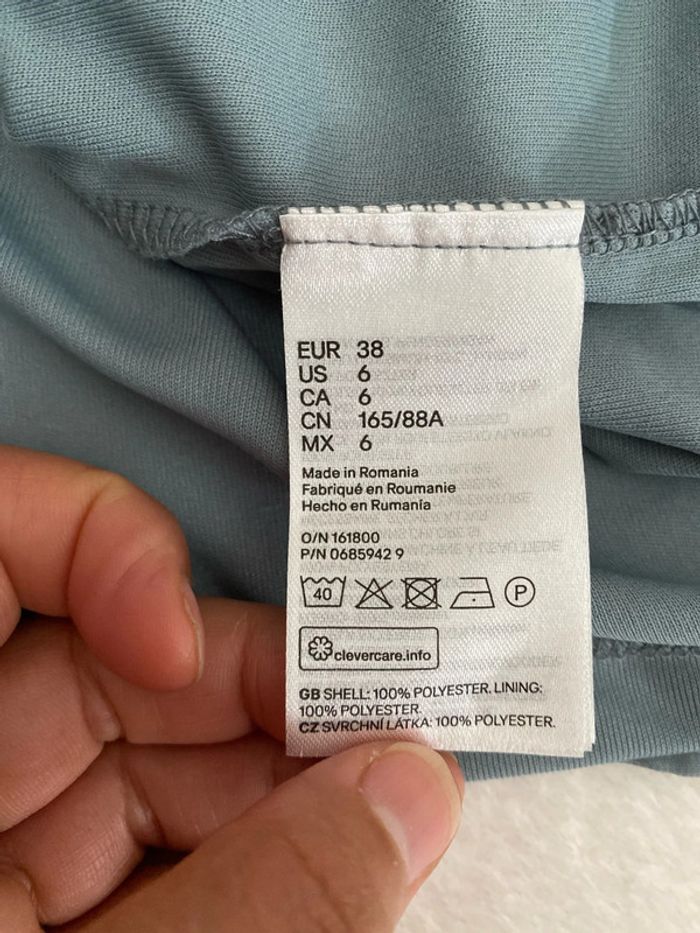 EUR 38
US 6
CA 6
CN 165/88A
MX 6
Made in Romania
Fabriqué en Roumanie
Hecho en Rumanía
O/N 161800
P/N 0685942 9
40
P
clevercare.info
GB SHELL: 100% POLYESTER. LINING:
100% POLYESTER.
CZ SVRCHNÍ LÁTKA: 100% POLYESTER.